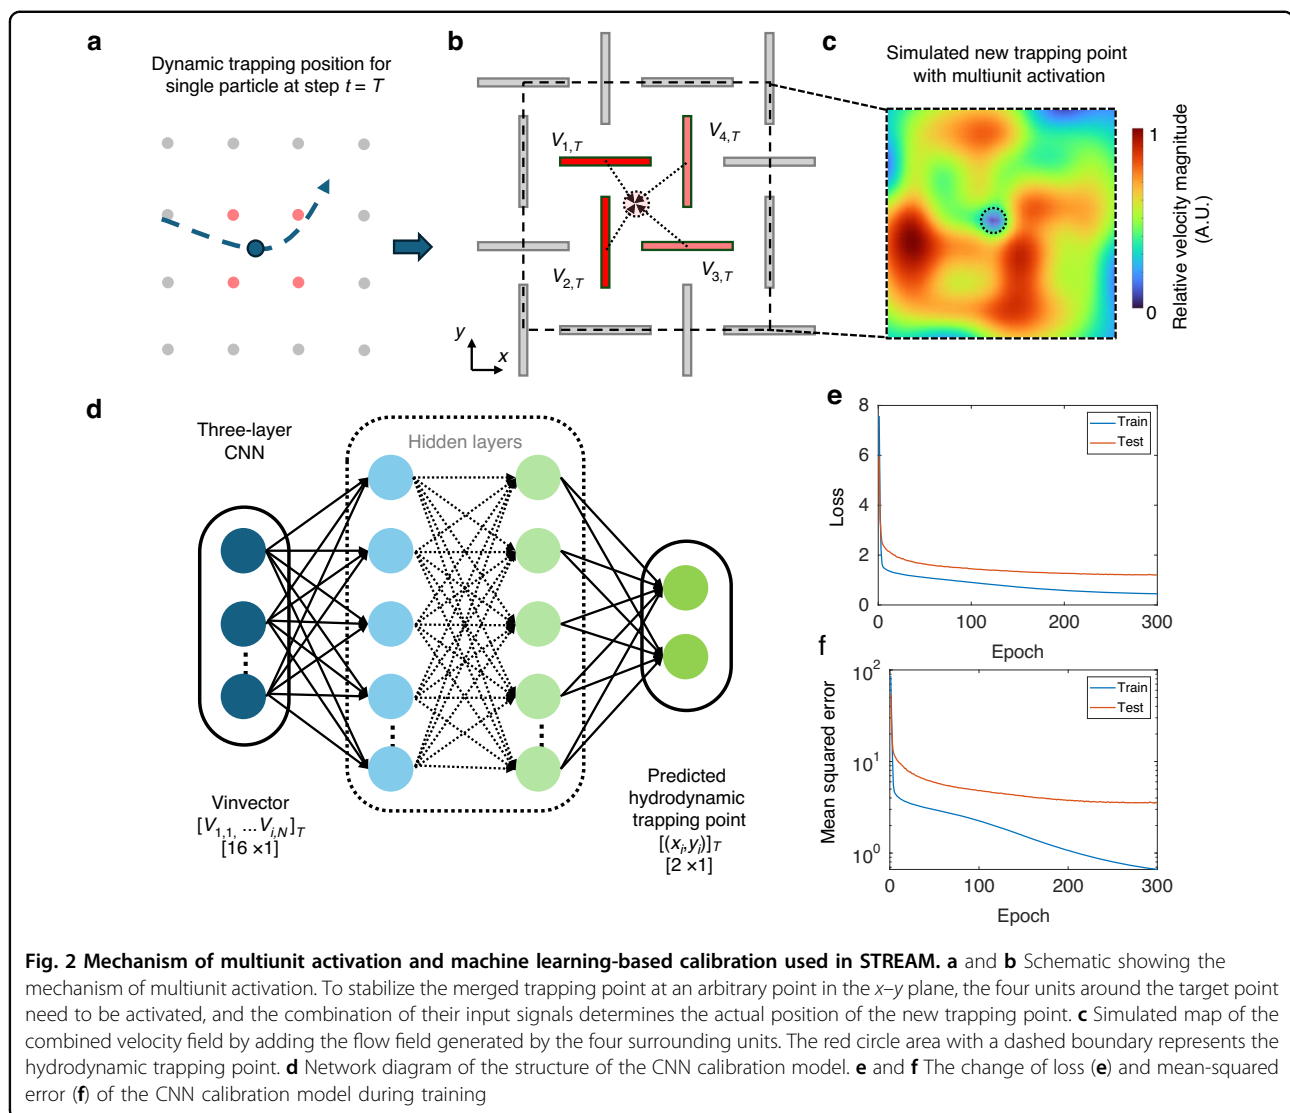 a
Dynamic trapping position for
single particle at step t = T
b
V1,T
V4,T
V2,T
V3,T
y
x
c
Simulated new trapping point
with multiunit activation
1
0
Relative velocity magnitude
(A.U.)
d
Three-layer
CNN
Hidden layers
Vinvector
[V1,1, ...Vi,N]T
[16 ×1]
Predicted
hydrodynamic
trapping point
[(xi,yi)]T
[2 ×1]
e
8
6
4
2
0
Loss
Train
Test
0
100
200
300
Epoch
f
10^2
10^1
10^0
Mean squared error
Train
Test
0
100
200
300
Epoch
Fig. 2 Mechanism of multiunit activation and machine learning-based calibration used in STREAM. a and b Schematic showing the
mechanism of multiunit activation. To stabilize the merged trapping point at an arbitrary point in the x–y plane, the four units around the target point
need to be activated, and the combination of their input signals determines the actual position of the new trapping point. c Simulated map of the
combined velocity field by adding the flow field generated by the four surrounding units. The red circle area with a dashed boundary represents the
hydrodynamic trapping point. d Network diagram of the structure of the CNN calibration model. e and f The change of loss (e) and mean-squared
error (f) of the CNN calibration model during training